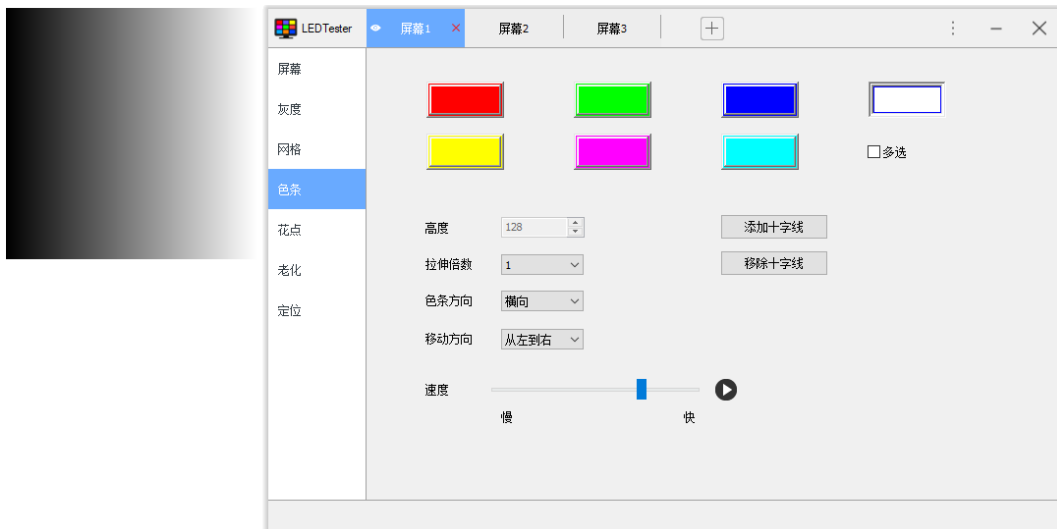 LEDTester
屏幕1
屏幕2
屏幕3
屏幕
灰度
网格
色条
花点
老化
定位
多选
高度 128
添加十字线
拉伸倍数 1
移除十字线
色条方向 横向
移动方向 从左到右
速度
慢 快